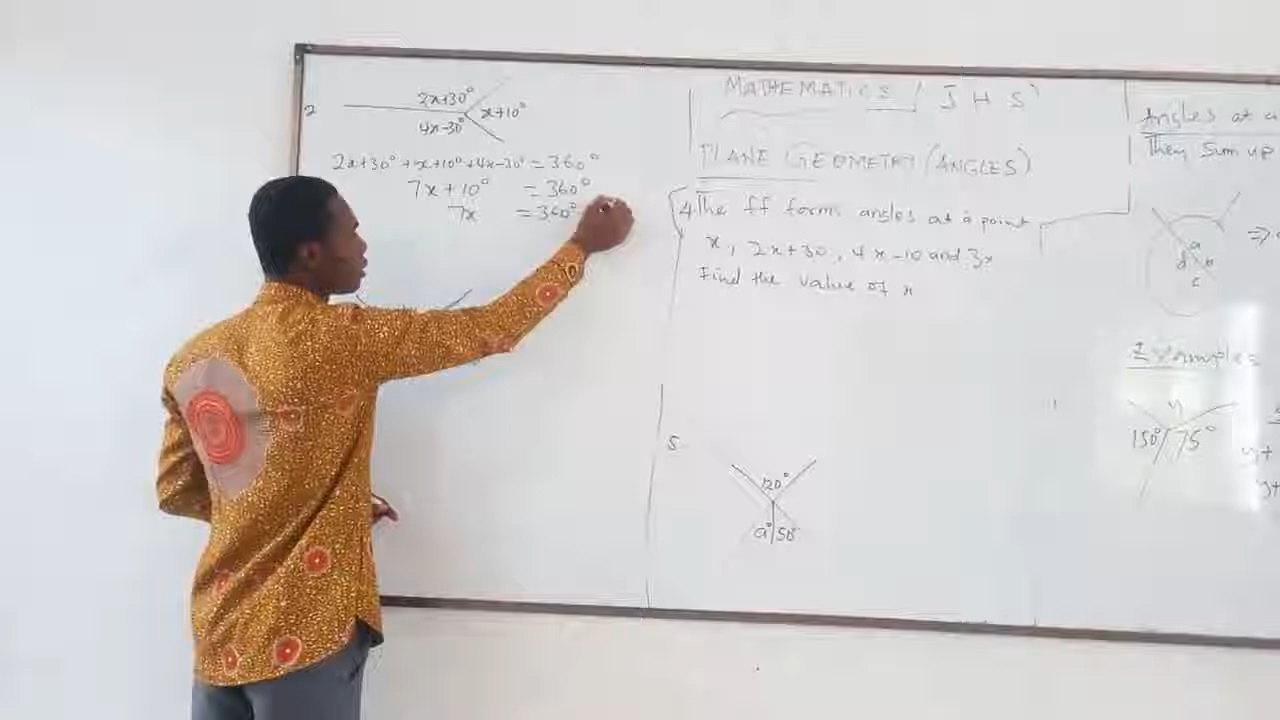 2
2x+30°
x+10°
4x-30°
2x+30°+x+10°+4x-30°=360°
7x+10° =360°
7x =360°
MATHEMATICS / JHS
PLANE GEOMETRY (ANGLES)
4. The ff forms angles at a point
x, 2x+30, 4x-10 and 3x
Find the value of x
5
120°
a° 50
Angles at a
They sum up
a
d b
c
Examples
y
150° 75°
y+